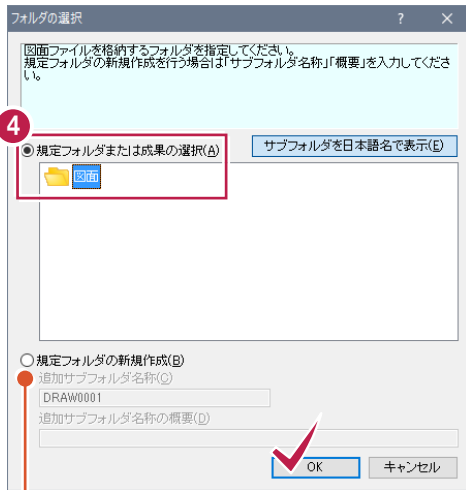 フォルダの選択
図面ファイルを格納するフォルダを指定してください。
規定フォルダの新規作成を行う場合は「サブフォルダ名称」「概要」を入力してくださ
い。
4
規定フォルダまたは成果の選択(A)
サブフォルダを日本語名で表示(E)
図面
規定フォルダの新規作成(B)
追加サブフォルダ名称(C)
DRAW0001
追加サブフォルダ名称の概要(D)
OK
キャンセル